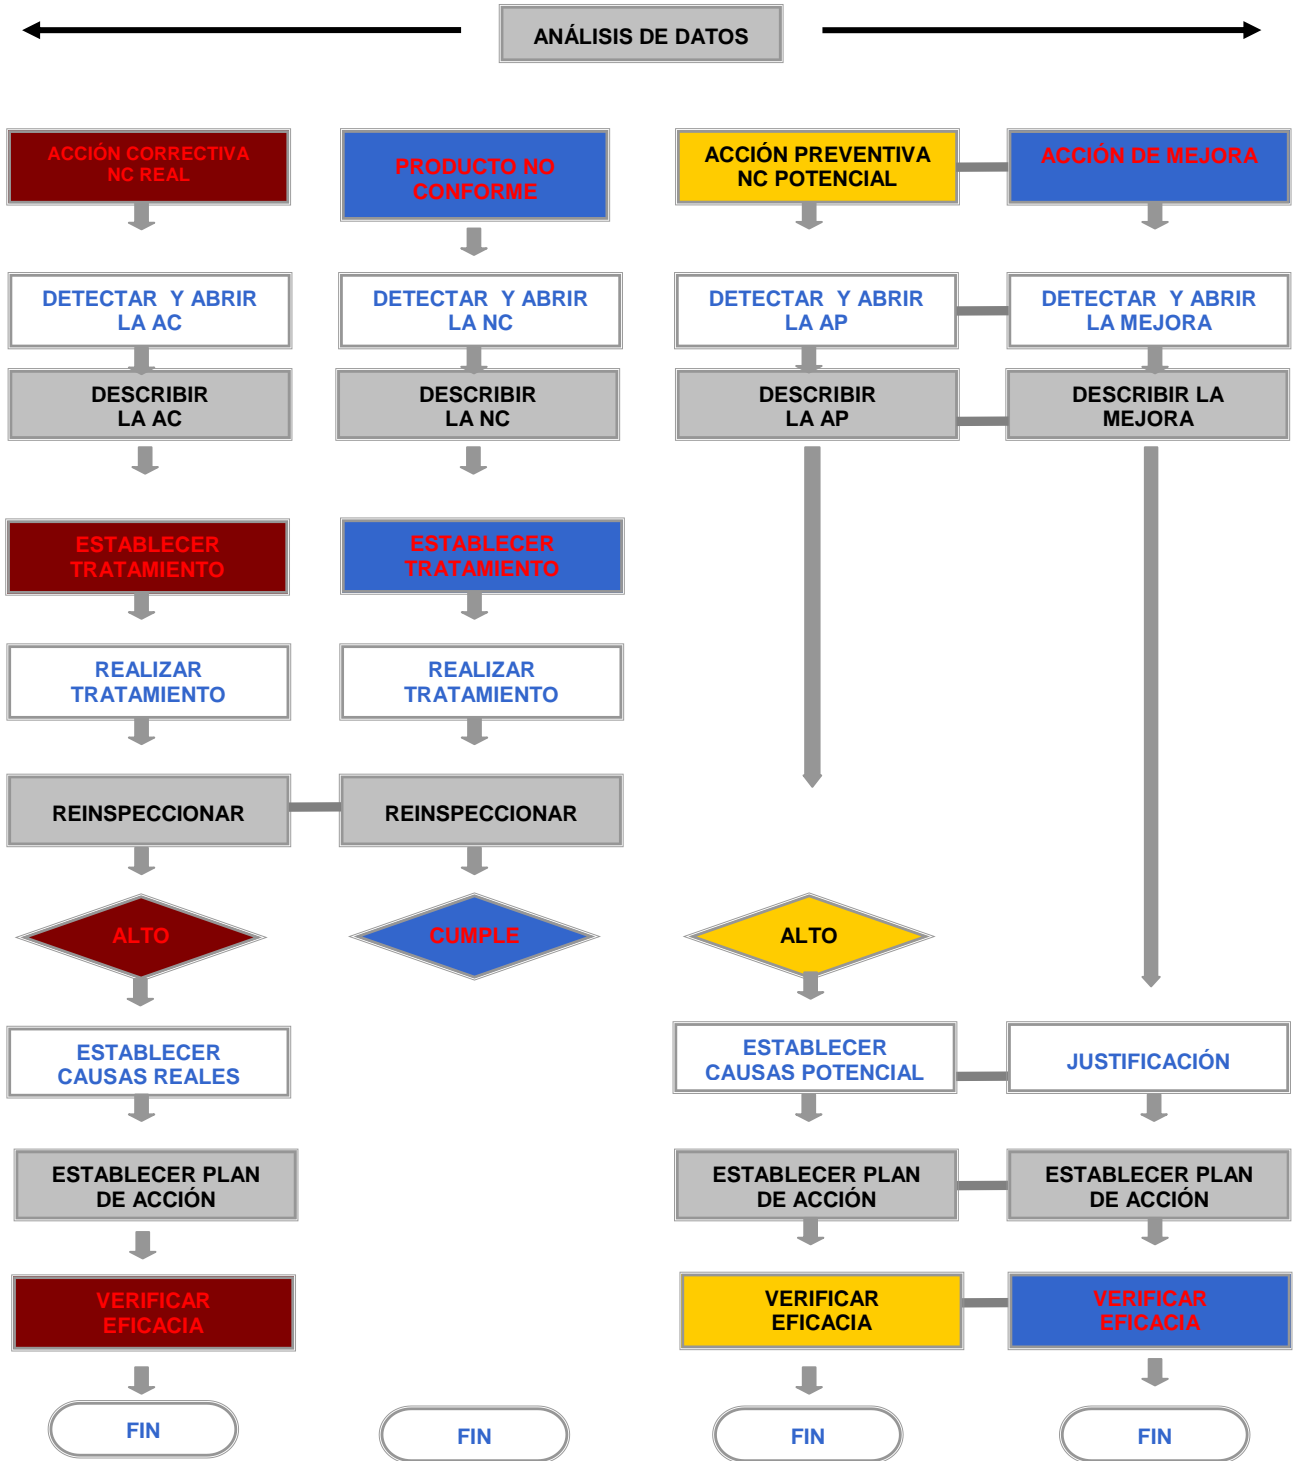 ANÁLISIS DE DATOS
ACCIÓN CORRECTIVA
NC REAL
PRODUCTO NO
CONFORME
ACCIÓN PREVENTIVA
NC POTENCIAL
ACCIÓN DE MEJORA
DETECTAR Y ABRIR
LA AC
DETECTAR Y ABRIR
LA NC
DETECTAR Y ABRIR
LA AP
DETECTAR Y ABRIR
LA MEJORA
DESCRIBIR
LA AC
DESCRIBIR
LA NC
DESCRIBIR
LA AP
DESCRIBIR LA
MEJORA
ESTABLECER
TRATAMIENTO
ESTABLECER
TRATAMIENTO
REALIZAR
TRATAMIENTO
REALIZAR
TRATAMIENTO
REINSPECCIONAR
REINSPECCIONAR
ALTO
CUMPLE
ALTO
ESTABLECER
CAUSAS REALES
ESTABLECER
CAUSAS POTENCIAL
JUSTIFICACIÓN
ESTABLECER PLAN
DE ACCIÓN
ESTABLECER PLAN
DE ACCIÓN
ESTABLECER PLAN
DE ACCIÓN
VERIFICAR
EFICACIA
VERIFICAR
EFICACIA
VERIFICAR
EFICACIA
FIN
FIN
FIN
FIN